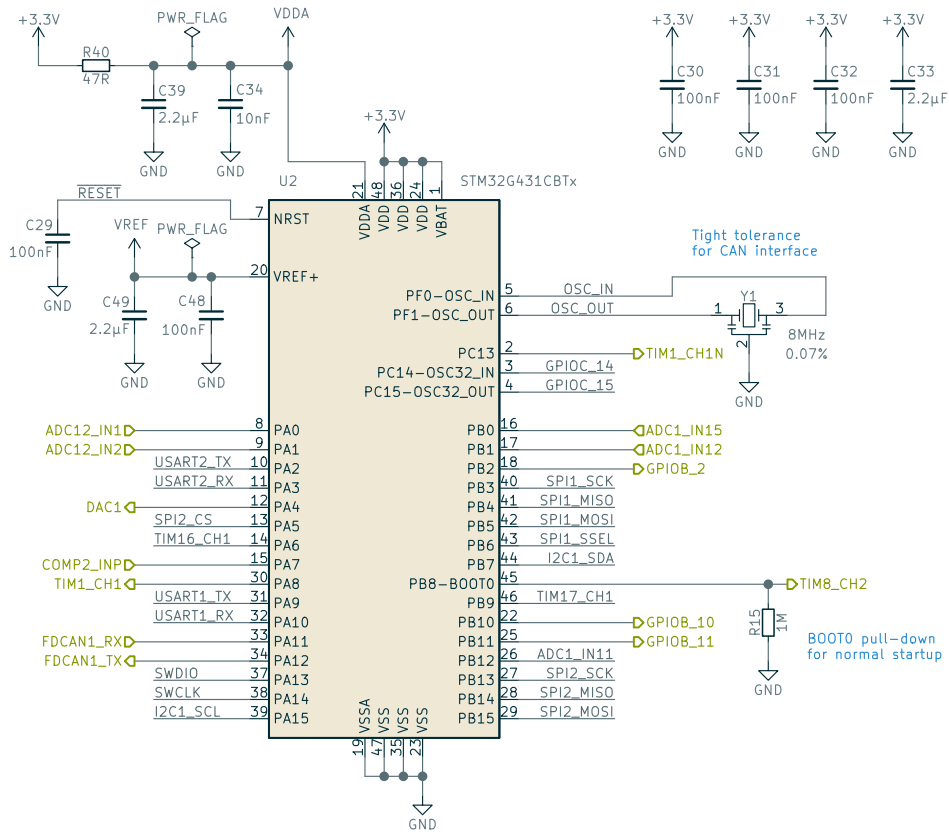 +3.3V
PWR_FLAG
VDDA
R40
47R
C39
2.2µF
C34
10nF
GND
GND
+3.3V
+3.3V
+3.3V
+3.3V
C30
100nF
C31
100nF
C32
100nF
C33
2.2µF
GND
GND
GND
GND
+3.3V
U2
STM32G431CBTx
21
48
36
24
1
VDDA
VDD
VDD
VDD
VBAT
RESET
7
NRST
C29
100nF
GND
VREF
PWR_FLAG
20
VREF+
C49
2.2µF
C48
100nF
GND
GND
Tight tolerance
for CAN interface
PF0-OSC_IN
5
OSC_IN
PF1-OSC_OUT
6
OSC_OUT
1
Y1
3
2
8MHz
0.07%
GND
PC13
2
TIM1_CH1N
PC14-OSC32_IN
3
GPIOC_14
PC15-OSC32_OUT
4
GPIOC_15
ADC12_IN1
8
PA0
ADC12_IN2
9
PA1
USART2_TX
10
PA2
USART2_RX
11
PA3
DAC1
12
PA4
SPI2_CS
13
PA5
TIM16_CH1
14
PA6
COMP2_INP
15
PA7
TIM1_CH1
30
PA8
USART1_TX
31
PA9
USART1_RX
32
PA10
FDCAN1_RX
33
PA11
FDCAN1_TX
34
PA12
SWDIO
37
PA13
SWCLK
38
PA14
I2C1_SCL
39
PA15
PB0
16
ADC1_IN15
PB1
17
ADC1_IN12
PB2
18
GPIOB_2
PB3
40
SPI1_SCK
PB4
41
SPI1_MISO
PB5
42
SPI1_MOSI
PB6
43
SPI1_SSEL
PB7
44
I2C1_SDA
PB8-BOOT0
45
TIM8_CH2
PB9
46
TIM17_CH1
PB10
22
GPIOB_10
PB11
25
GPIOB_11
PB12
26
ADC1_IN11
PB13
27
SPI2_SCK
PB14
28
SPI2_MISO
PB15
29
SPI2_MOSI
R15
1M
BOOT0 pull-down
for normal startup
GND
VSSA
VSS
VSS
VSS
19
47
35
23
GND